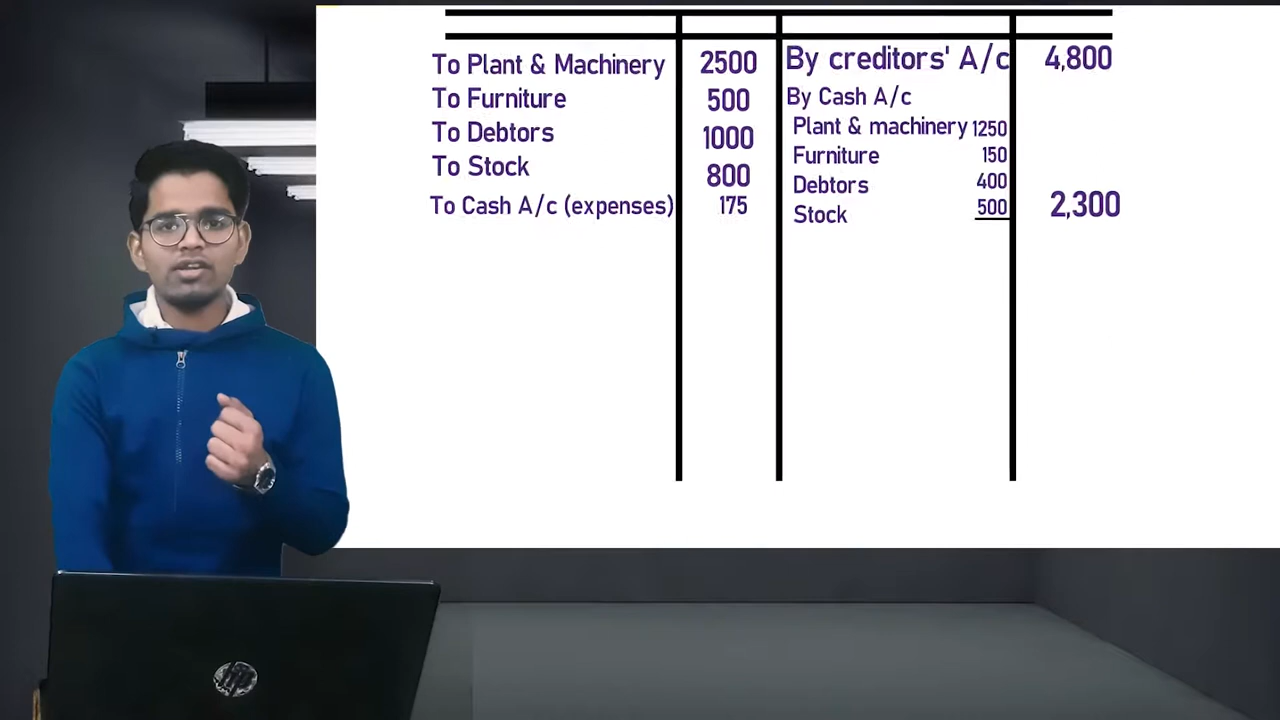 To Plant & Machinery 2500
To Furniture 500
To Debtors 1000
To Stock 800
To Cash A/c (expenses) 175
By creditors' A/c 4,800
By Cash A/c
Plant & machinery 1250
Furniture 150
Debtors 400
Stock 500 2,300
hp